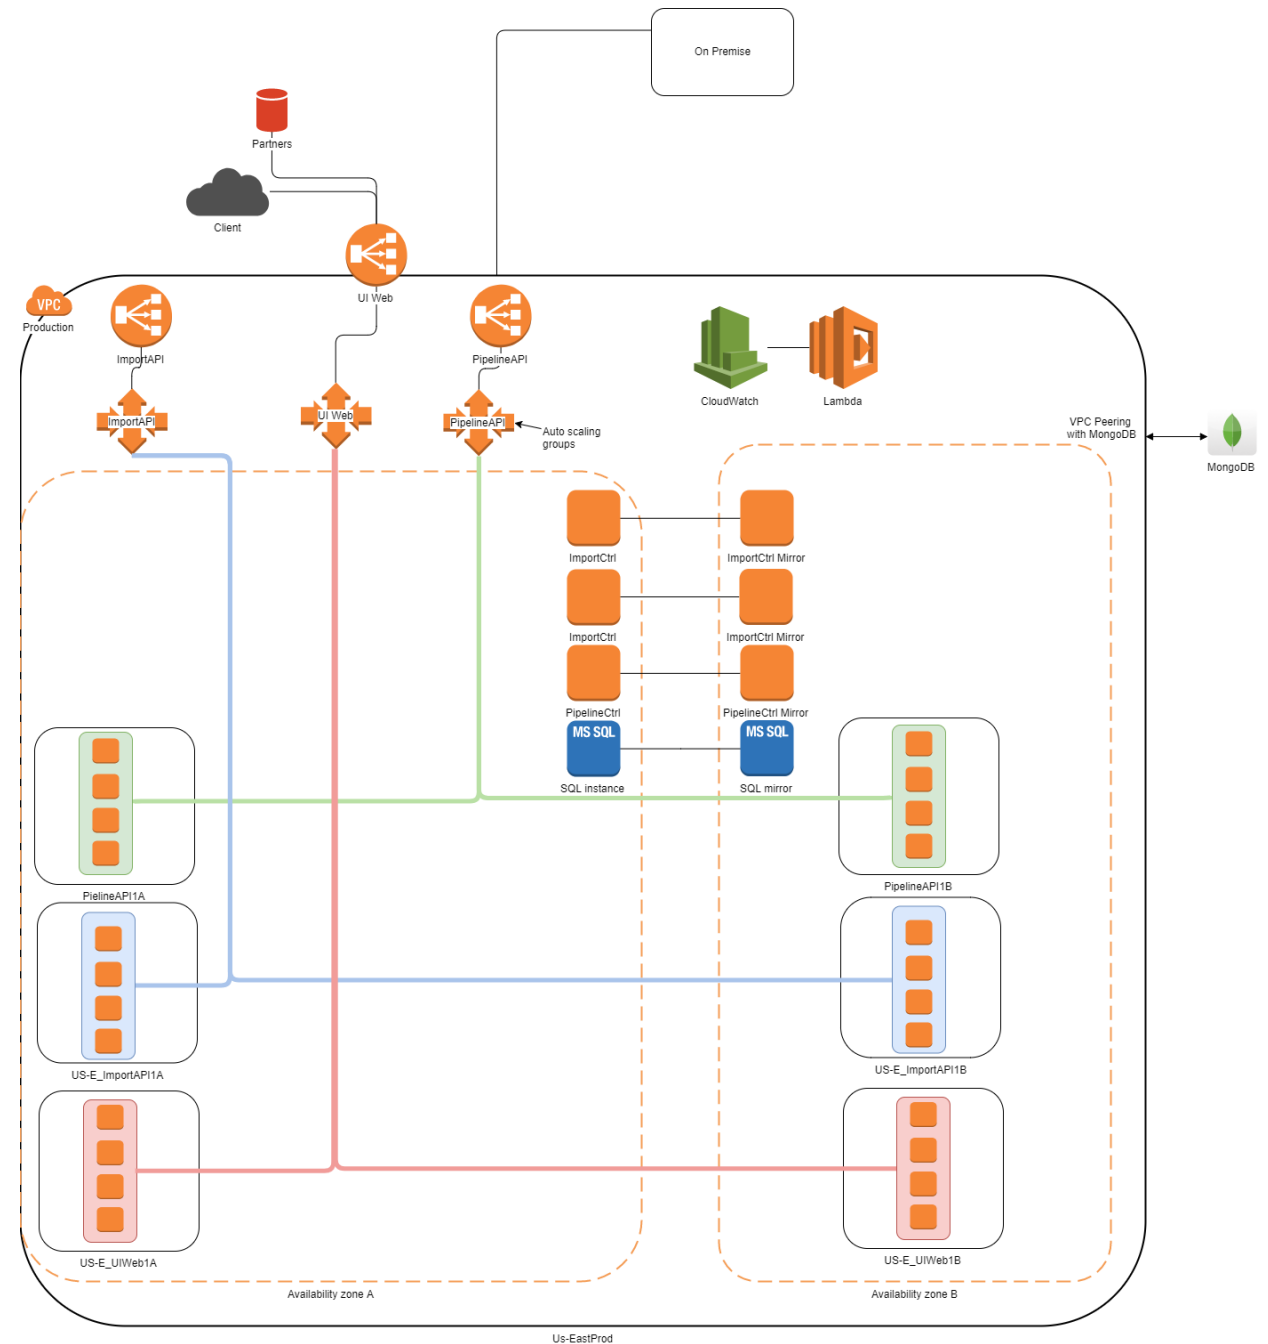 On Premise
Partners
Client
UI Web
VPC
Production
ImportAPI
PipelineAPI
CloudWatch
Lambda
ImportAPI
UI Web
PipelineAPI
Auto scaling
groups
VPC Peering
with MongoDB
MongoDB
ImportCtrl
ImportCtrl Mirror
ImportCtrl
ImportCtrl Mirror
PipelineCtrl
PipelineCtrl Mirror
MS SQL
MS SQL
SQL instance
SQL mirror
PielineAPI1A
PipelineAPI1B
US-E_ImportAPI1A
US-E_ImportAPI1B
US-E_UIWeb1A
US-E_UIWeb1B
Availability zone A
Availability zone B
Us-EastProd